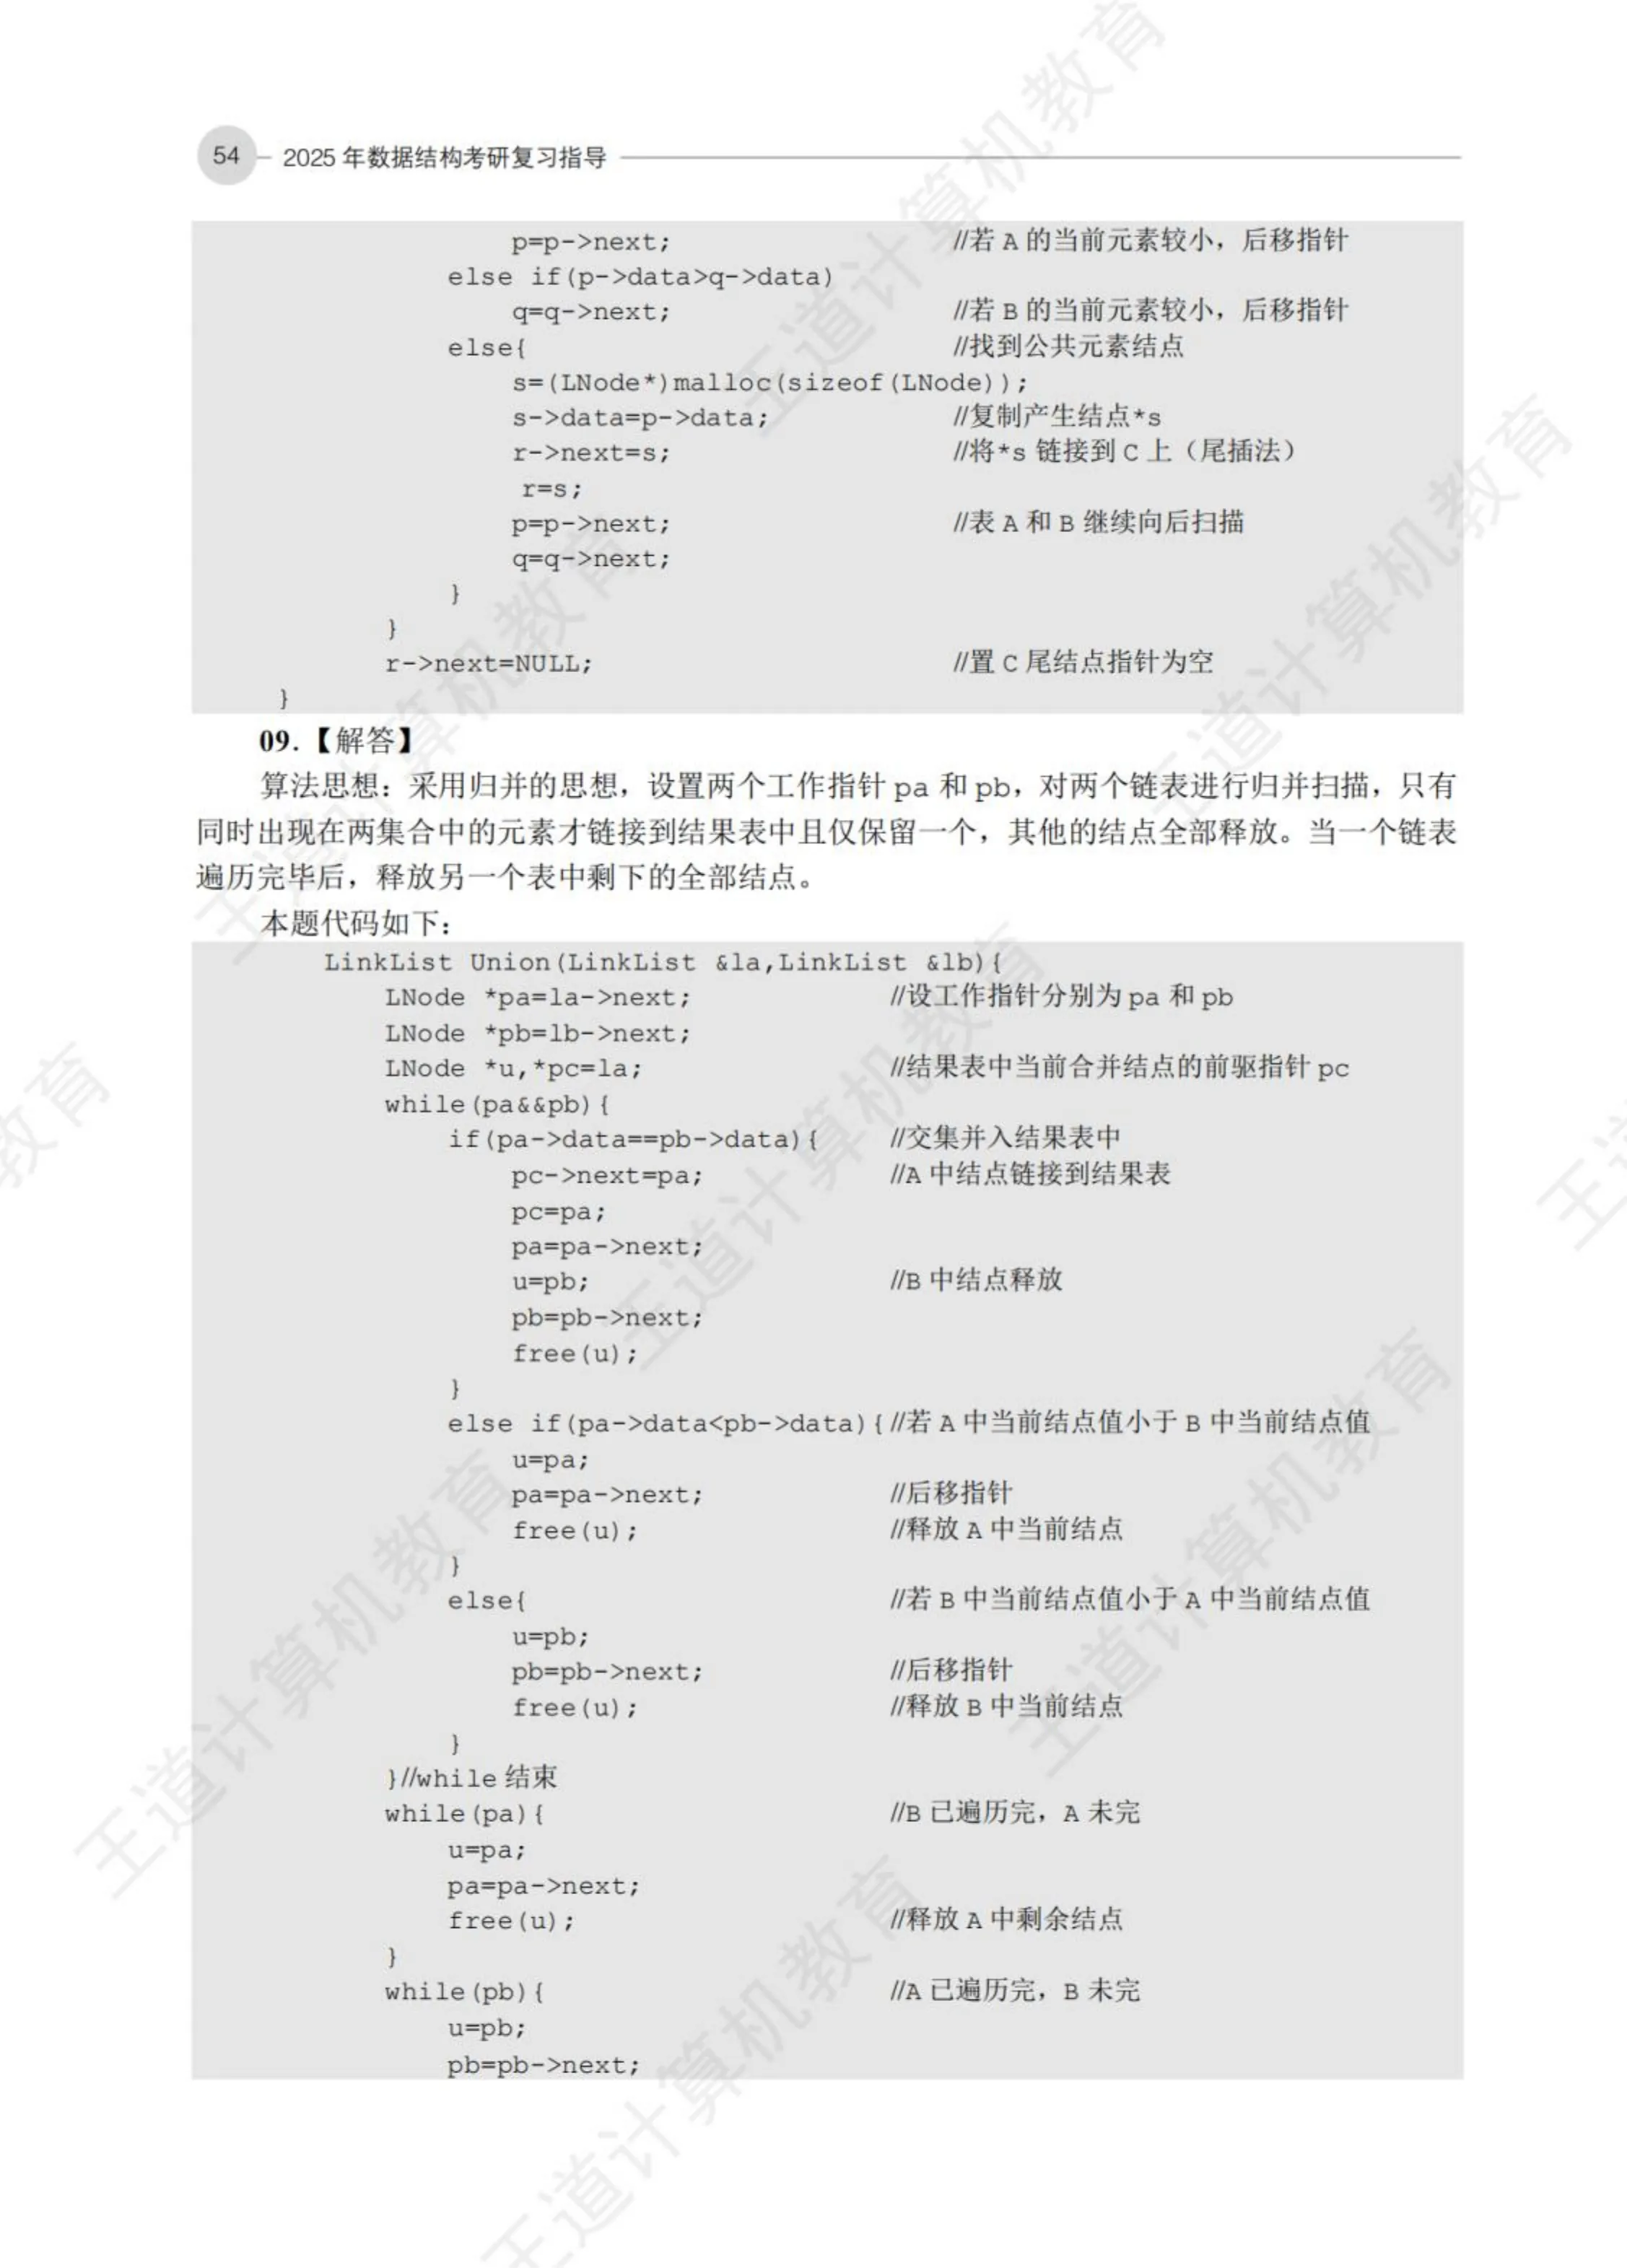 54 2025 年数据结构考研复习指导
p=p->next; //若 A 的当前元素较小，后移指针
else if(p->data>q->data)
q=q->next; //若 B 的当前元素较小，后移指针
else{ //找到公共元素结点
s=(LNode*)malloc(sizeof(LNode));
s->data=p->data; //复制产生结点*s
r->next=s; //将*s 链接到 C 上（尾插法）
r=s;
p=p->next; //表 A 和 B 继续向后扫描
q=q->next;
}
}
r->next=NULL; //置 C 尾结点指针为空
}
09.【解答】
算法思想：采用归并的思想，设置两个工作指针 pa 和 pb，对两个链表进行归并扫描，只有
同时出现在两集合中的元素才链接到结果表中且仅保留一个，其他的结点全部释放。当一个链表
遍历完毕后，释放另一个表中剩下的全部结点。
本题代码如下：
LinkList Union(LinkList &la,LinkList &lb){
LNode *pa=la->next; //设工作指针分别为 pa 和 pb
LNode *pb=lb->next;
LNode *u,*pc=la; //结果表中当前合并结点的前驱指针 pc
while(pa&&pb){
if(pa->data==pb->data){ //交集并入结果表中
pc->next=pa; //A 中结点链接到结果表
pc=pa;
pa=pa->next;
u=pb; //B 中结点释放
pb=pb->next;
free(u);
}
else if(pa->data<pb->data){ //若 A 中当前结点值小于 B 中当前结点值
u=pa;
pa=pa->next; //后移指针
free(u); //释放 A 中当前结点
}
else{ //若 B 中当前结点值小于 A 中当前结点值
u=pb;
pb=pb->next; //后移指针
free(u); //释放 B 中当前结点
}
}//while 结束
while(pa){ //B 已遍历完，A 未完
u=pa;
pa=pa->next;
free(u); //释放 A 中剩余结点
}
while(pb){ //A 已遍历完，B 未完
u=pb;
pb=pb->next;
王道计算机教育